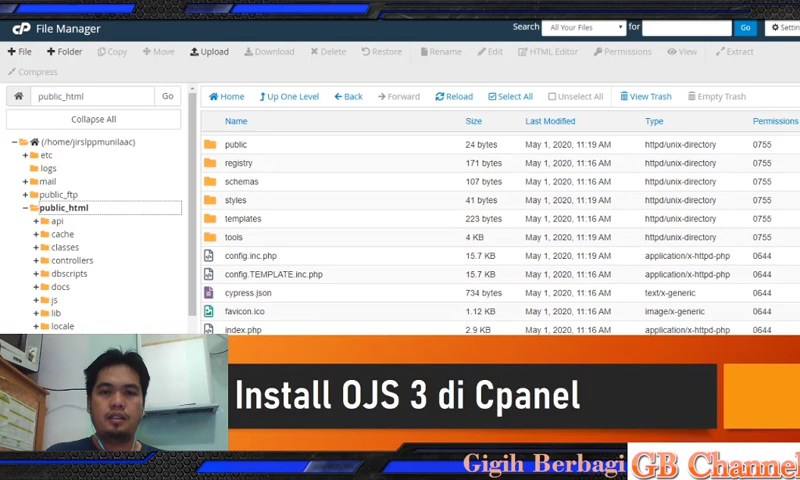 cP File Manager
Search All Your Files for Go Settin
+ File + Folder Copy Move Upload Download Delete Restore Rename Edit HTML Editor Permissions View Extract
Compress
public_html Go
Home Up One Level Back Forward Reload Select All Unselect All View Trash Empty Trash
Collapse All
Name Size Last Modified Type Permissions
(/home/jirslppmunilaac)
etc
logs
mail
public_ftp
public_html
api
cache
classes
controllers
dbscripts
docs
js
lib
locale
public 24 bytes May 1, 2020, 11:19 AM httpd/unix-directory 0755
registry 171 bytes May 1, 2020, 11:16 AM httpd/unix-directory 0755
schemas 107 bytes May 1, 2020, 11:16 AM httpd/unix-directory 0755
styles 41 bytes May 1, 2020, 11:19 AM httpd/unix-directory 0755
templates 223 bytes May 1, 2020, 11:16 AM httpd/unix-directory 0755
tools 4 KB May 1, 2020, 11:16 AM httpd/unix-directory 0755
config.inc.php 15.7 KB May 1, 2020, 11:19 AM application/x-httpd-php 0644
config.TEMPLATE.inc.php 15.7 KB May 1, 2020, 11:16 AM application/x-httpd-php 0644
cypress.json 734 bytes May 1, 2020, 11:16 AM text/x-generic 0644
favicon.ico 1.12 KB May 1, 2020, 11:16 AM image/x-generic 0644
index.php 2.9 KB May 1, 2020, 11:16 AM application/x-httpd-php 0644
Install OJS 3 di Cpanel
Gigih Berbagi GB Channel